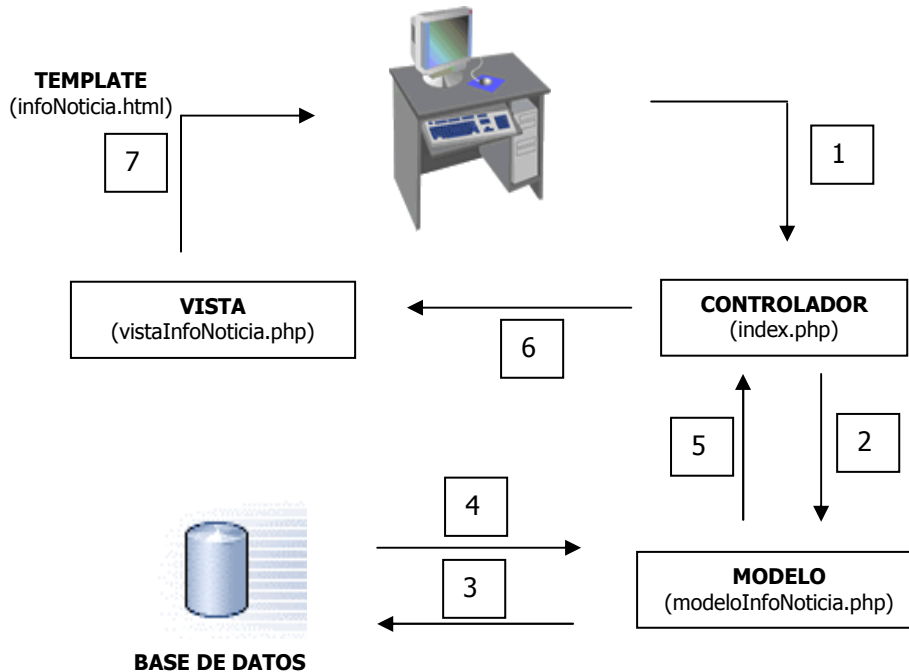 TEMPLATE
(infoNoticia.html)
7
1
VISTA
(vistaInfoNoticia.php)
CONTROLADOR
(index.php)
6
5
2
4
3
MODELO
(modeloInfoNoticia.php)
BASE DE DATOS